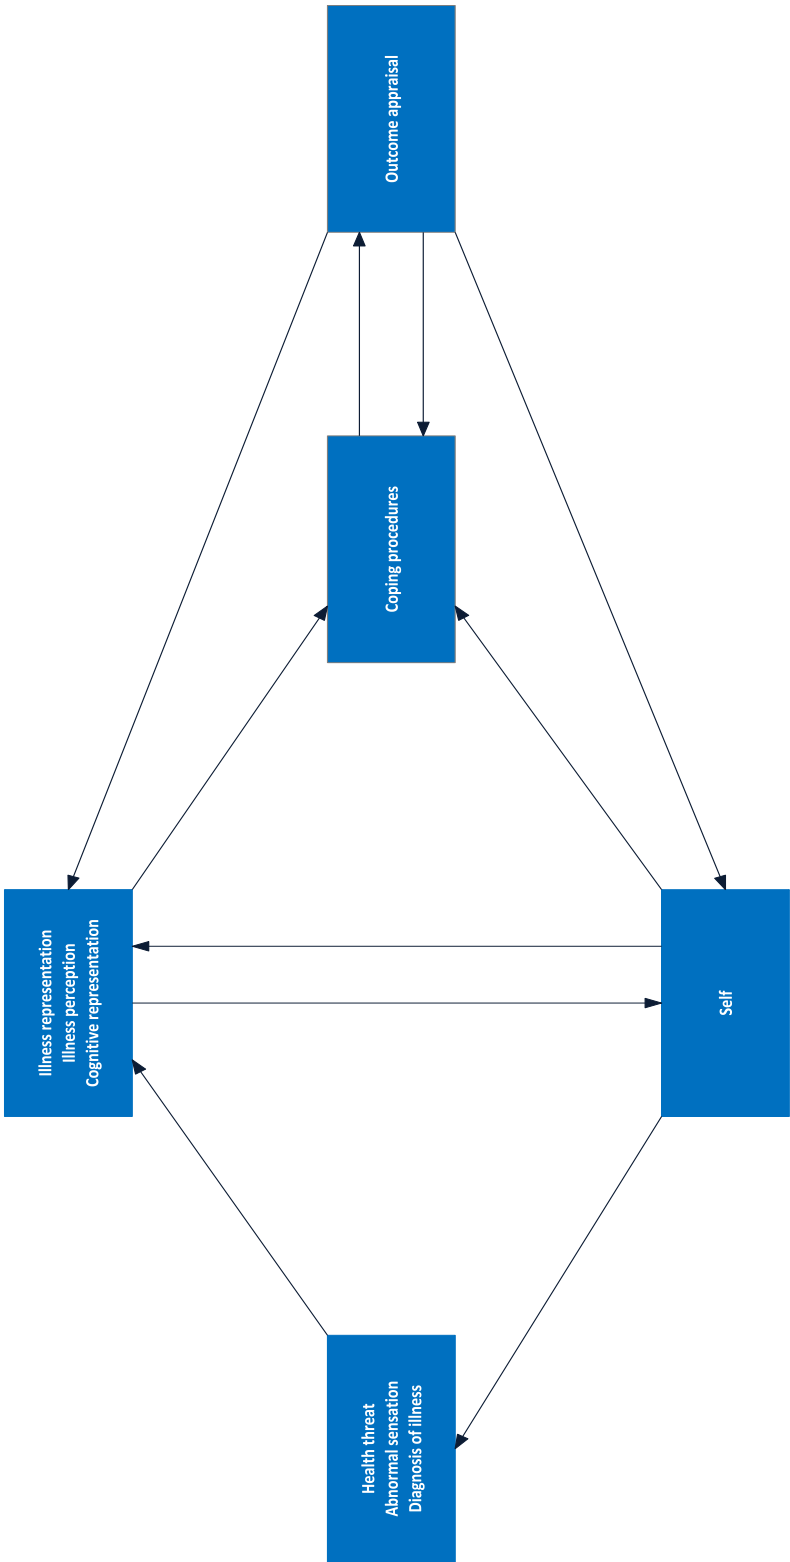 Health threat
Abnormal sensation
Diagnosis of illness
Illness representation
Illness perception
Cognitive representation
Self
Coping procedures
Outcome appraisal